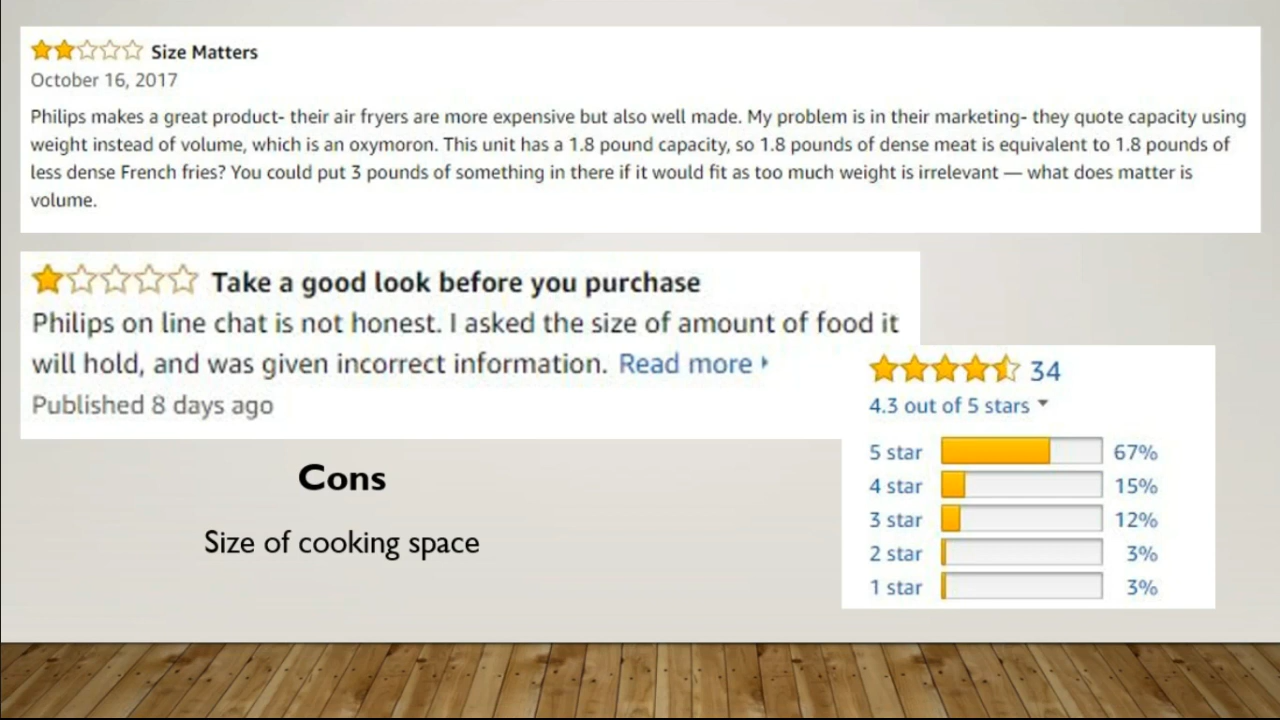 Size Matters
October 16, 2017
Philips makes a great product- their air fryers are more expensive but also well made. My problem is in their marketing- they quote capacity using
weight instead of volume, which is an oxymoron. This unit has a 1.8 pound capacity, so 1.8 pounds of dense meat is equivalent to 1.8 pounds of
less dense French fries? You could put 3 pounds of something in there if it would fit as too much weight is irrelevant — what does matter is
volume.
Take a good look before you purchase
Philips on line chat is not honest. I asked the size of amount of food it
will hold, and was given incorrect information. Read more
Published 8 days ago
34
4.3 out of 5 stars
5 star 67%
4 star 15%
3 star 12%
2 star 3%
1 star 3%
Cons
Size of cooking space